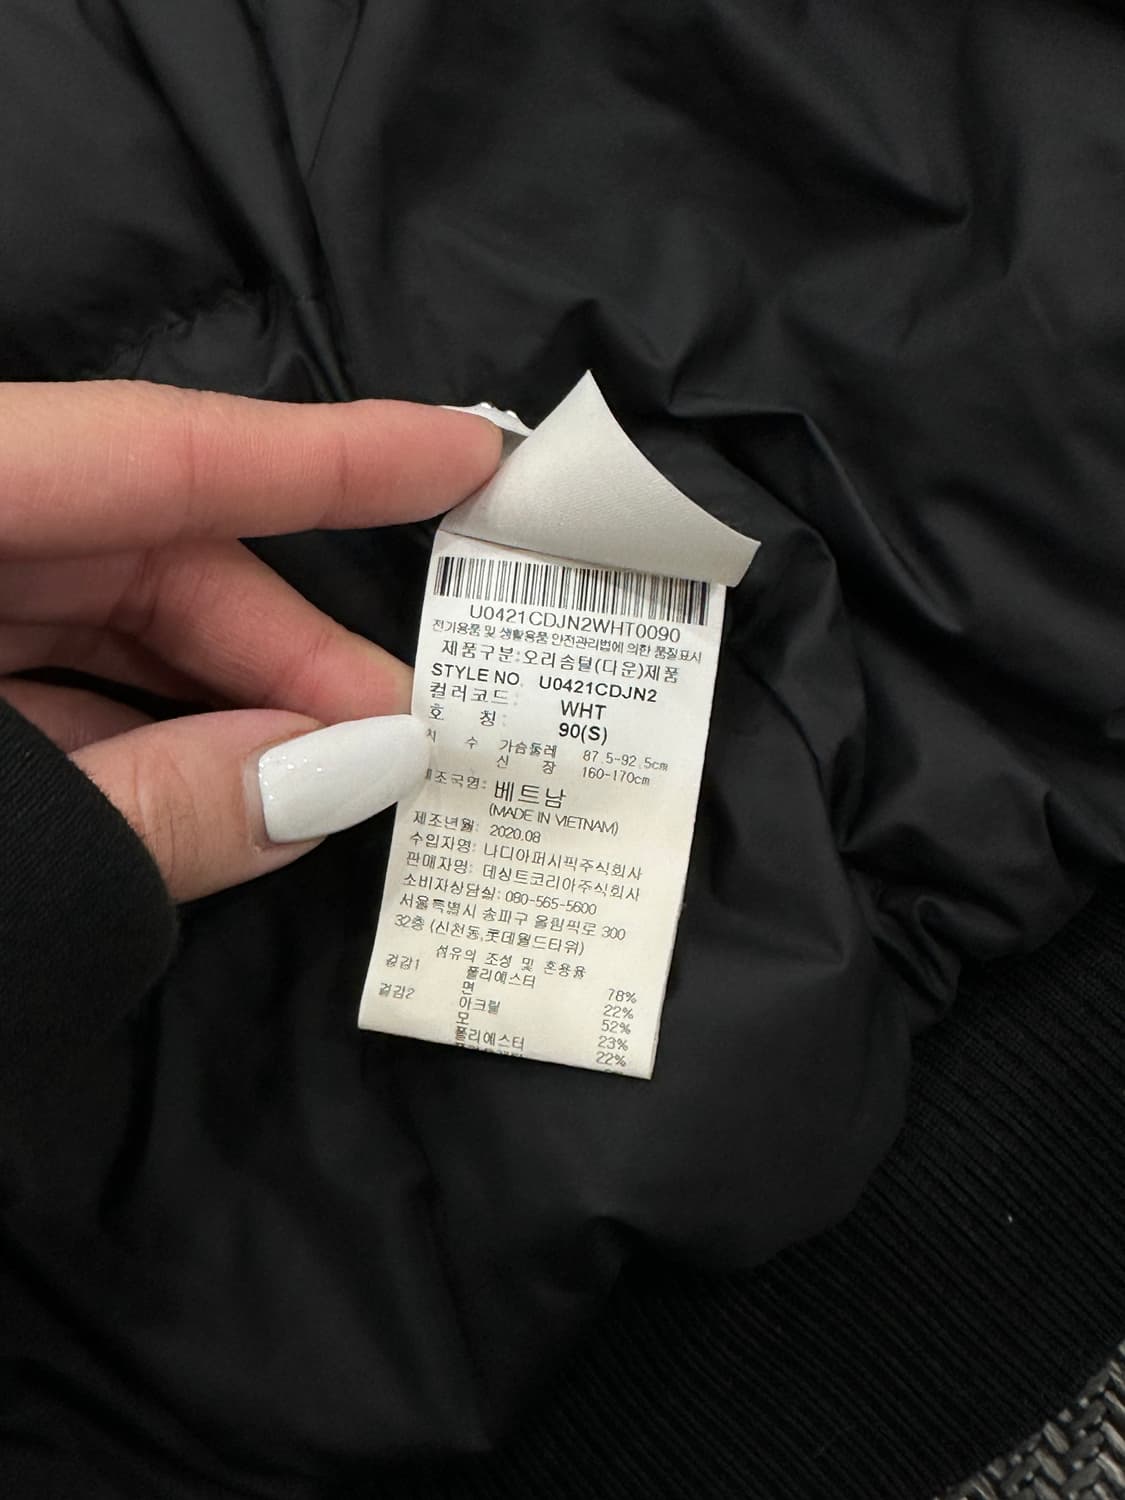 U0421CDJN2WHT0090
전기용품 및 생활용품 안전관리법에 의한 품질표시
제품구분:오리솜털(다운)제품
STYLE NO. U0421CDJN2
컬러코드: WHT
호 칭: 90(S)
치 수 가슴둘레 87.5-92.5cm
신 장 160-170cm
제조국명: 베트남
(MADE IN VIETNAM)
제조년월: 2020.08
수입자명: 나디아퍼시픽주식회사
판매자명: 데상트코리아주식회사
소비자상담실: 080-565-5600
서울특별시 송파구 올림픽로 300
32층 (신천동,롯데월드타워)
섬유의 조성 및 혼용율
겉감1 폴리에스터 78%
면 22%
겉감2 아크릴 52%
모 23%
폴리에스터 22%